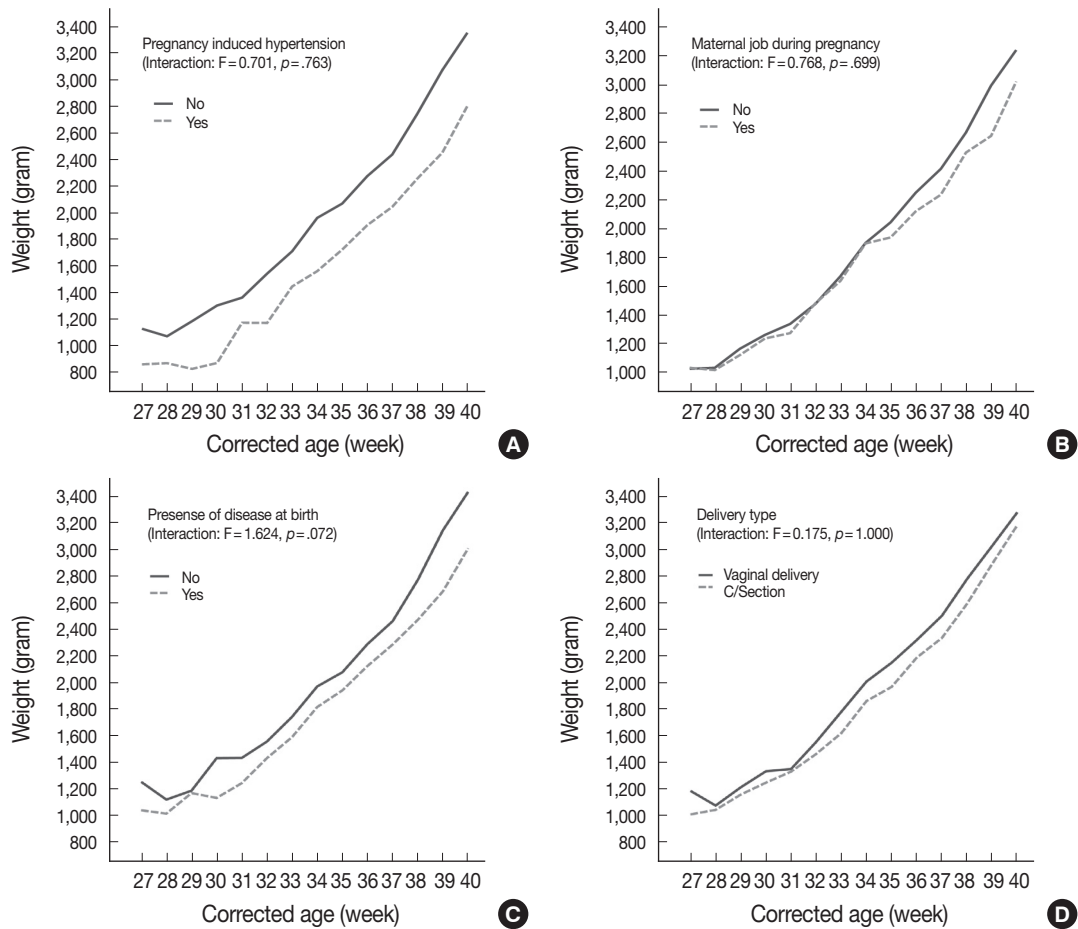 3,400
3,200
3,000
2,800
2,600
2,400
2,200
2,000
1,800
1,600
1,400
1,200
1,000
800
Weight (gram)
Pregnancy induced hypertension
(Interaction: F=0.701, p=.763)
No
Yes
27 28 29 30 31 32 33 34 35 36 37 38 39 40
Corrected age (week)
A
3,400
3,200
3,000
2,800
2,600
2,400
2,200
2,000
1,800
1,600
1,400
1,200
1,000
Weight (gram)
Maternal job during pregnancy
(Interaction: F=0.768, p=.699)
No
Yes
27 28 29 30 31 32 33 34 35 36 37 38 39 40
Corrected age (week)
B
3,400
3,200
3,000
2,800
2,600
2,400
2,200
2,000
1,800
1,600
1,400
1,200
1,000
800
Weight (gram)
Presense of disease at birth
(Interaction: F=1.624, p=.072)
No
Yes
27 28 29 30 31 32 33 34 35 36 37 38 39 40
Corrected age (week)
C
3,400
3,200
3,000
2,800
2,600
2,400
2,200
2,000
1,800
1,600
1,400
1,200
1,000
800
Weight (gram)
Delivery type
(Interaction: F=0.175, p=1.000)
Vaginal delivery
C/Section
27 28 29 30 31 32 33 34 35 36 37 38 39 40
Corrected age (week)
D